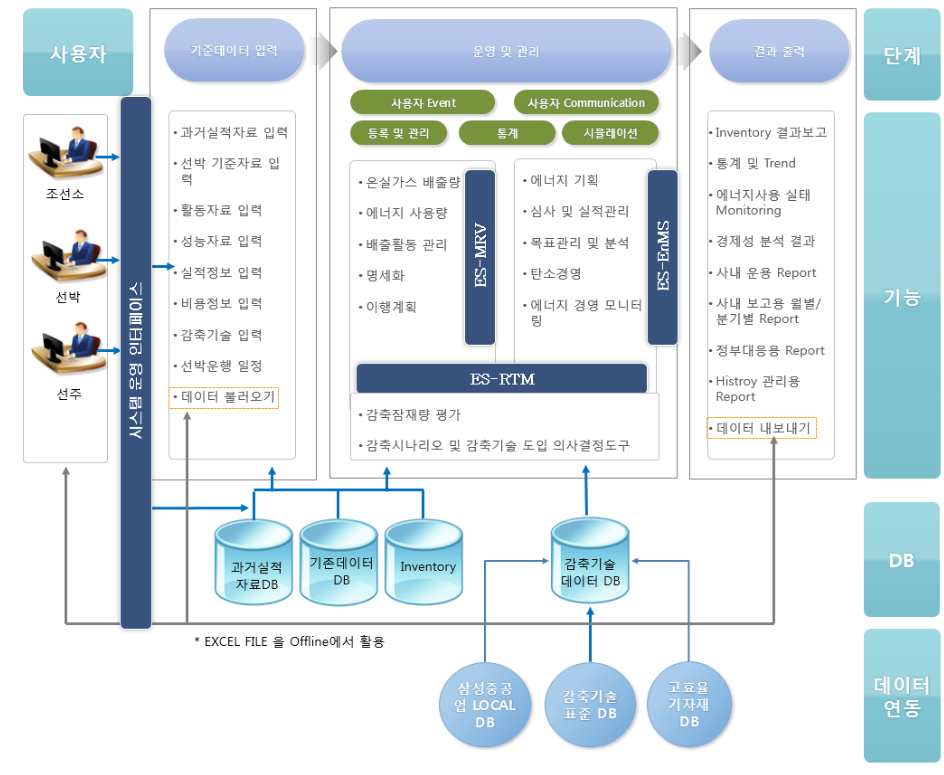 사용자
기준데이터 입력
운영 및 관리
결과 출력
단계
사용자 Event
사용자 Communication
등록 및 관리
통계
시뮬레이션
조선소
선박
선주
시스템 운영 인터페이스
• 과거실적자료 입력
• 선박 기준자료 입
력
• 활동자료 입력
• 성능자료 입력
• 실적정보 입력
• 비용정보 입력
• 감축기술 입력
• 선박운행 일정
• 데이터 불러오기
• 온실가스 배출량
• 에너지 사용량
• 배출활동 관리
• 명세화
• 이행계획
ES-MRV
• 에너지 기획
• 심사 및 실적관리
• 목표관리 및 분석
• 탄소경영
• 에너지 경영 모니터
링
ES-EnMS
ES-RTM
• 감축잠재량 평가
• 감축시나리오 및 감축기술 도입 의사결정도구
• Inventory 결과보고
• 통계 및 Trend
• 에너지사용 실태
Monitoring
• 경제성 분석 결과
• 사내 운용 Report
• 사내 보고용 월별/
분기별 Report
• 정부대응용 Report
• Histroy 관리용
Report
• 데이터 내보내기
기능
과거실적
자료DB
기존데이터
DB
Inventory
감축기술
데이터 DB
DB
* EXCEL FILE 을 Offline에서 활용
삼성중공
업 LOCAL
DB
감축기술
표준 DB
고효율
기자재
DB
데이터
연동